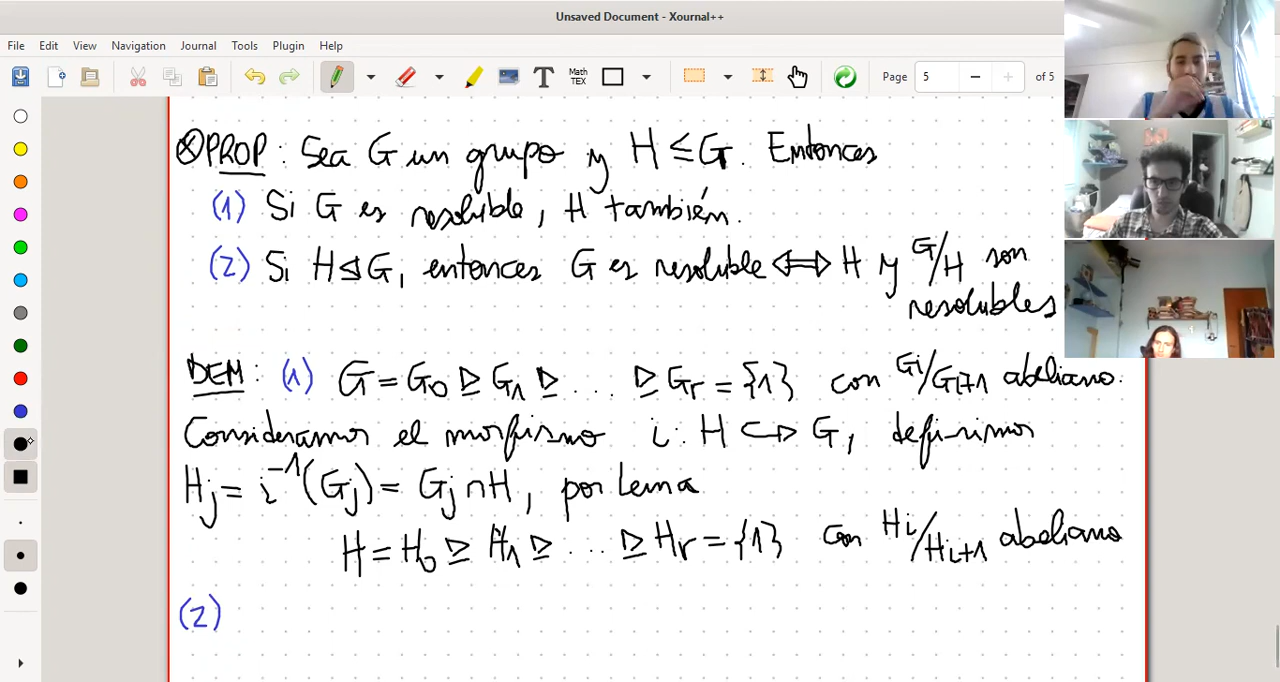 Unsaved Document - Xournal++
File Edit View Navigation Journal Tools Plugin Help
T Math TEX Page 5 of 5
⊗ PROP: Sea G un grupo y H ≤ G. Entonces
(1) Si G es resoluble, H también.
(2) Si H ⊴ G, entonces G es resoluble ⟺ H y G/H son
resolubles
DEM: (1) G = G0 ⊵ G1 ⊵ ... ⊵ Gr = {1} con Gi/Gi+1 abeliano.
Consideramos el morfismo i: H ↪ G, definimos
Hj = i⁻¹(Gj) = Gj ∩ H, por lema
H = H0 ⊵ H1 ⊵ ... ⊵ Hr = {1} con Hi/Hi+1 abeliano
(2)